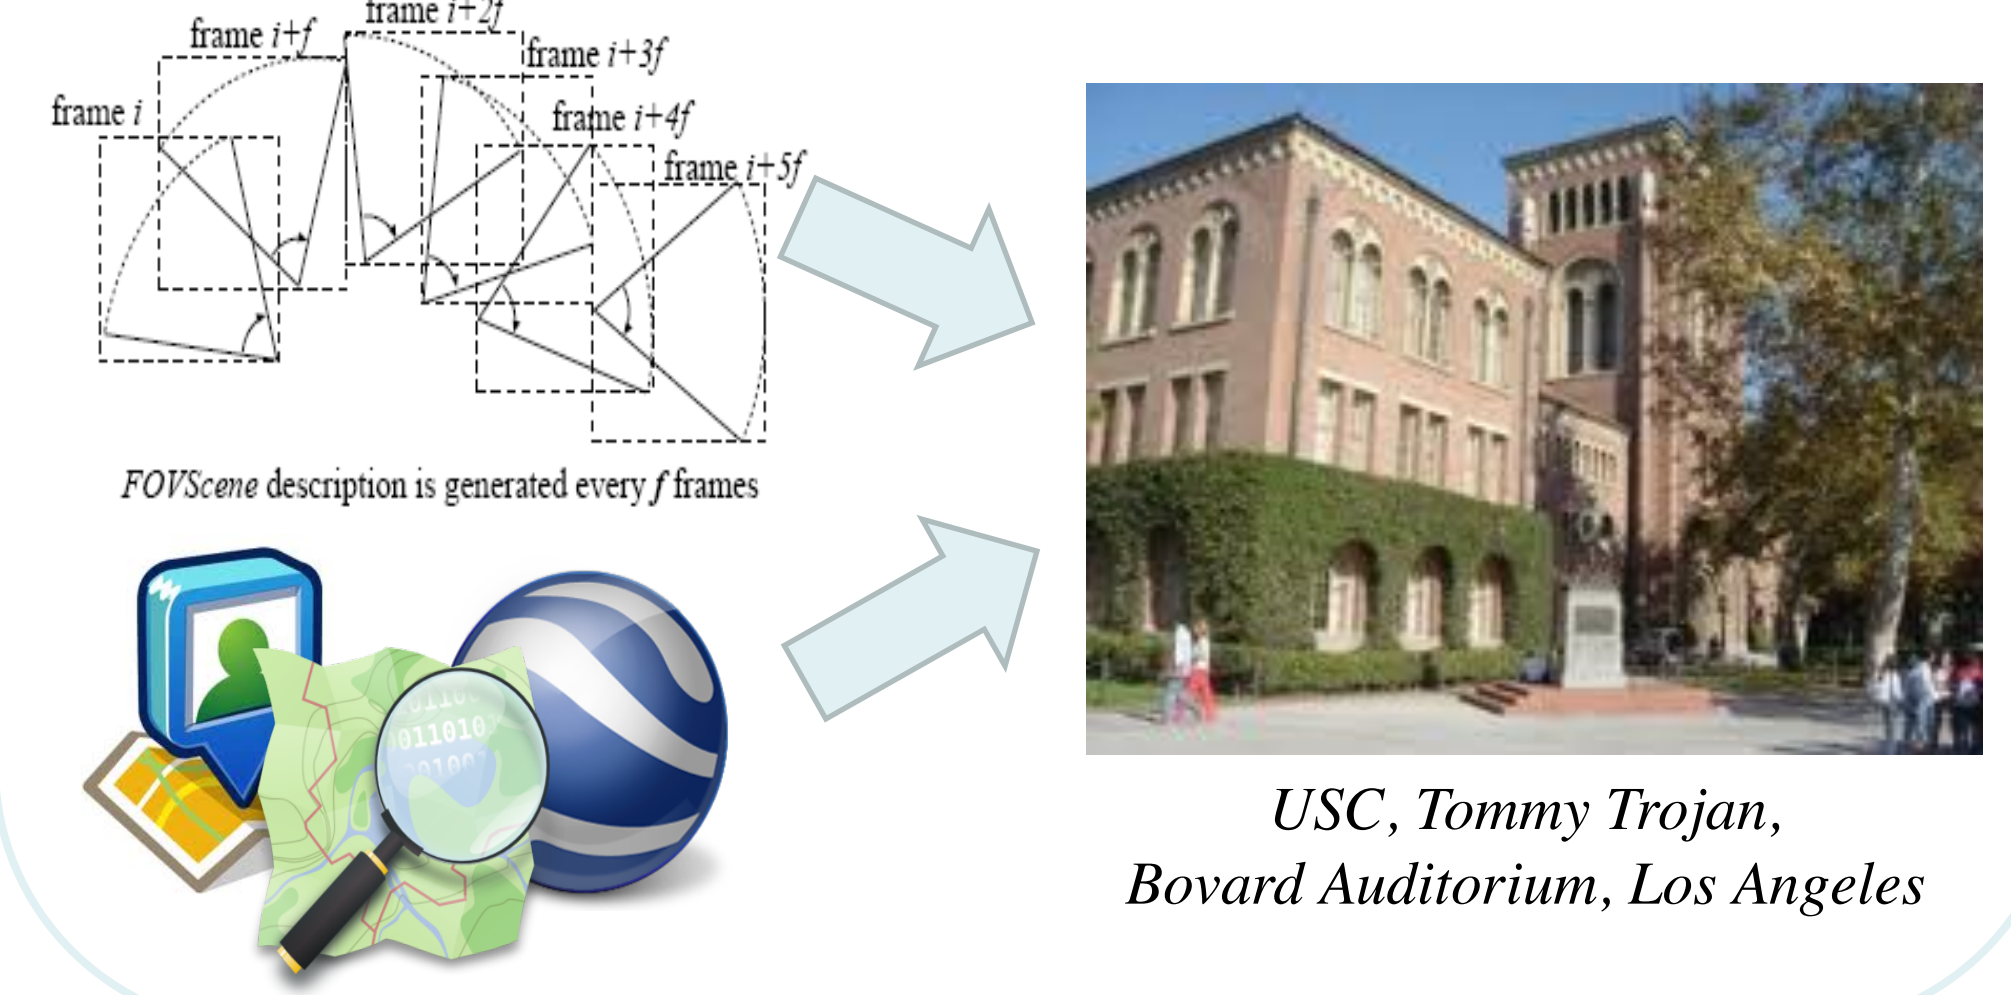 frame i+2f
frame i+f
frame i+3f
frame i
frame i+4f
frame i+5f
FOVScene description is generated every f frames
011010
USC, Tommy Trojan,
Bovard Auditorium, Los Angeles